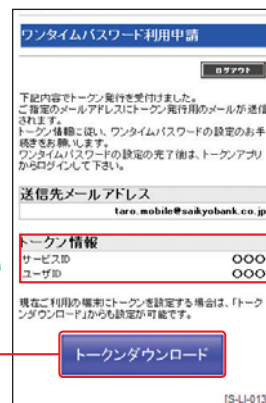 ワンタイムパスワード利用申請
ログアウト
下記内容でトークン発行を受付けました。
ご指定のメールアドレスにトークン発行用のメールが送信
されます。
トークン情報に従い、ワンタイムパスワードの設定のお手
続きをお願いします。
ワンタイムパスワードの設定の完了後は、トークンアプリ
からログインして下さい。
送信先メールアドレス
taro.mobile@saikyobank.co.jp
トークン情報
サービスID 〇〇〇
ユーザID 〇〇〇
現在ご利用の端末にトークンを設定する場合は、「トーク
ンダウンロード」からも設定が可能です。
トークンダウンロード
[S-LI-013